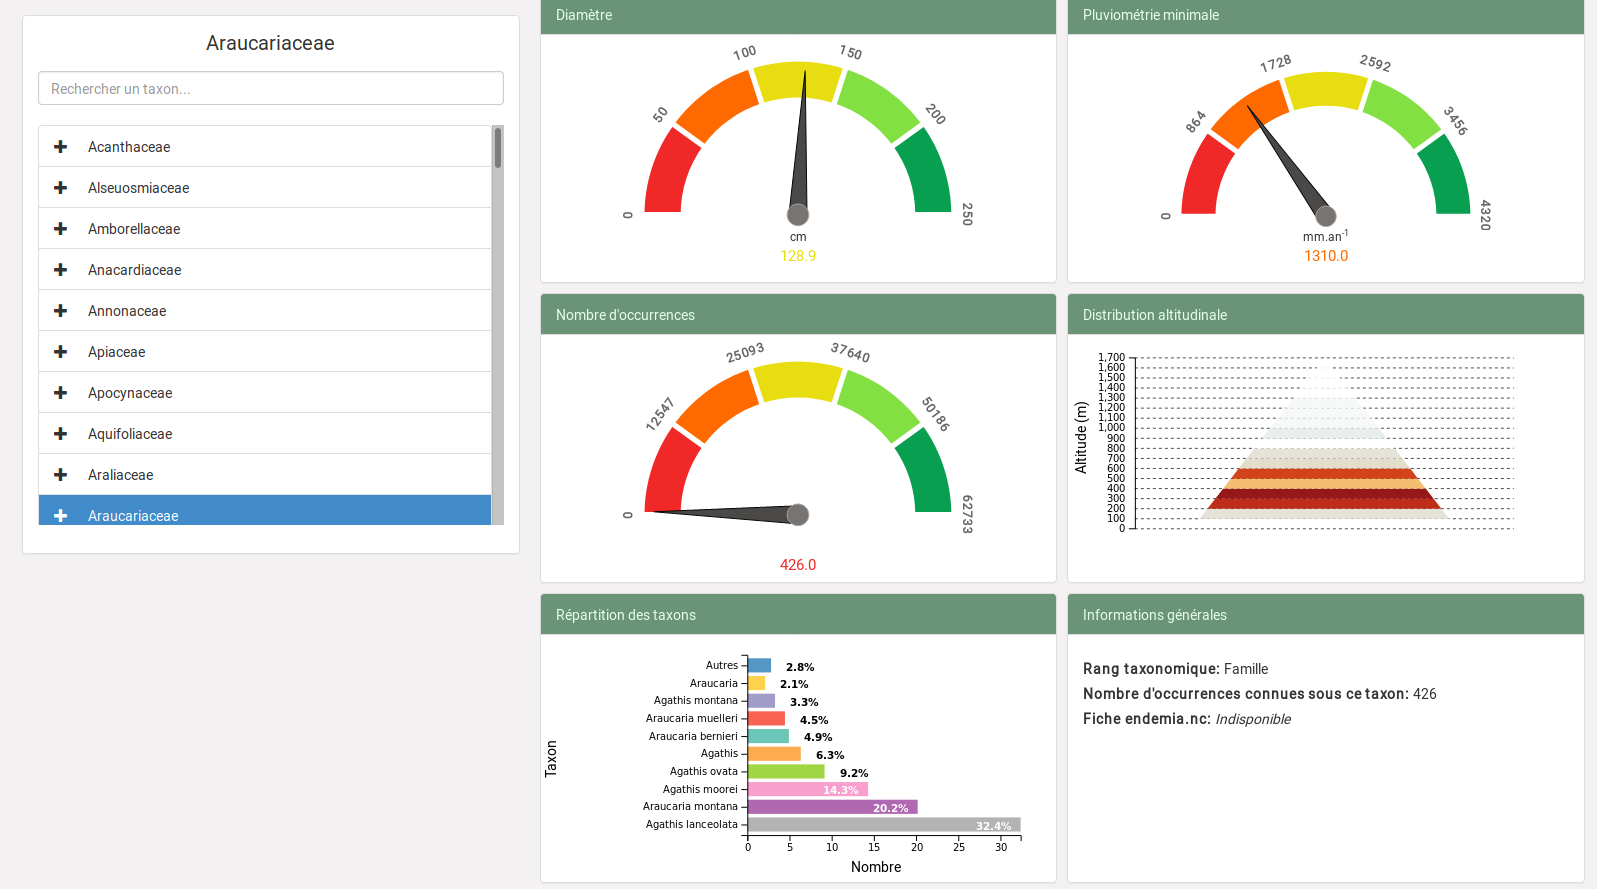 Araucariaceae
Rechercher un taxon...
Acanthaceae
Alseuosmiaceae
Amborellaceae
Anacardiaceae
Annonaceae
Apiaceae
Apocynaceae
Aquifoliaceae
Araliaceae
Araucariaceae
Diamètre
0
50
100
150
200
250
cm
128.9
Pluviométrie minimale
0
864
1728
2592
3456
4320
mm.an-1
1310.0
Nombre d'occurrences
0
12547
25093
37640
50186
62733
426.0
Distribution altitudinale
Altitude (m)
1,700
1,600
1,500
1,400
1,300
1,200
1,100
1,000
900
800
700
600
500
400
300
200
100
0
Répartition des taxons
Taxon
Autres 2.8%
Araucaria 2.1%
Agathis montana 3.3%
Araucaria muelleri 4.5%
Araucaria bernieri 4.9%
Agathis 6.3%
Agathis ovata 9.2%
Agathis moorei 14.3%
Araucaria montana 20.2%
Agathis lanceolata 32.4%
0 5 10 15 20 25 30
Nombre
Informations générales
Rang taxonomique: Famille
Nombre d'occurrences connues sous ce taxon: 426
Fiche endemia.nc: Indisponible